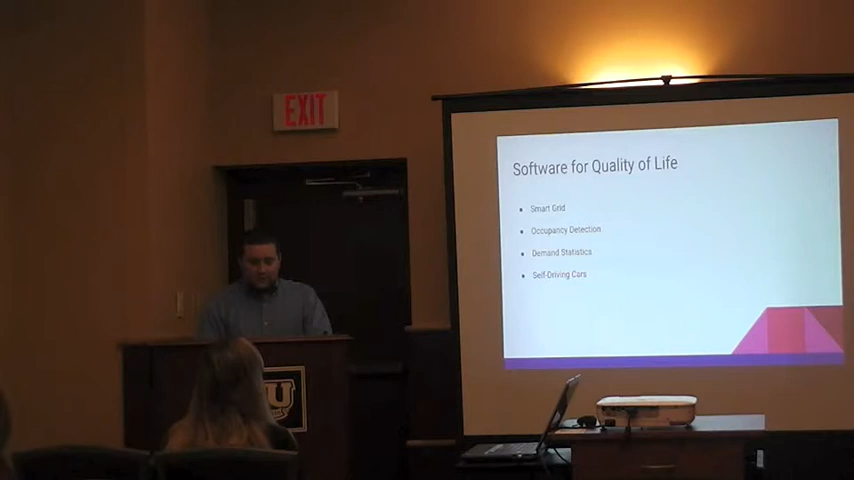 EXIT
Software for Quality of Life
Smart Grid
Occupancy Detection
Demand Statistics
Self-Driving Cars
U